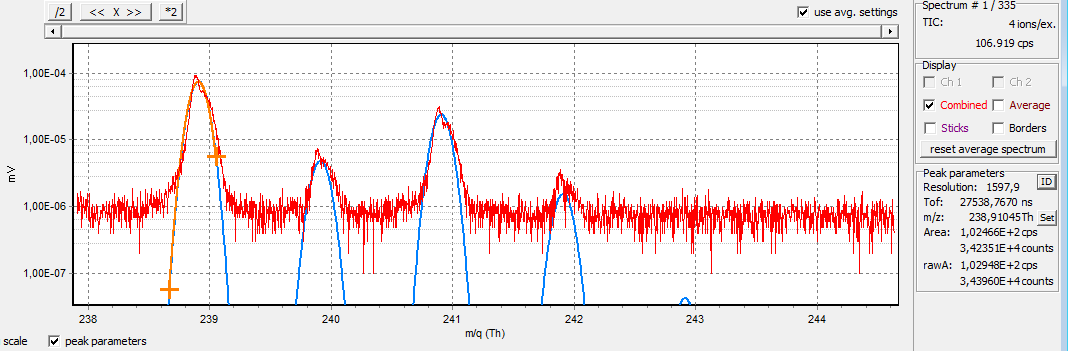 /2 << X >> *2
use avg. settings
1,00E-04
1,00E-05
1,00E-06
1,00E-07
mV
238 239 240 241 242 243 244
m/q (Th)
scale peak parameters
Spectrum # 1 / 335
TIC: 4 ions/ex.
106.919 cps
Display
Ch 1 Ch 2
Combined Average
Sticks Borders
reset average spectrum
Peak parameters
ID
Resolution: 1597,9
Tof: 27538,7670 ns
m/z: 238,91045Th Set
Area: 1,02466E+2 cps
3,42351E+4 counts
rawA: 1,02948E+2 cps
3,43960E+4 counts